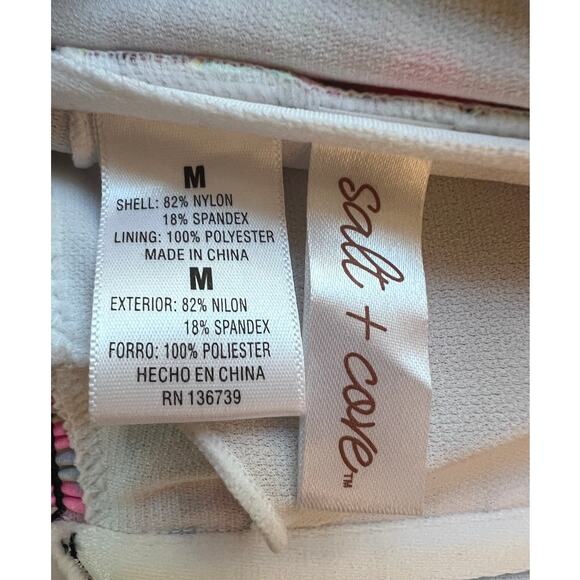 M
SHELL: 82% NYLON
18% SPANDEX
LINING: 100% POLYESTER
MADE IN CHINA
M
EXTERIOR: 82% NILON
18% SPANDEX
FORRO: 100% POLIESTER
HECHO EN CHINA
RN 136739
salt + cove™